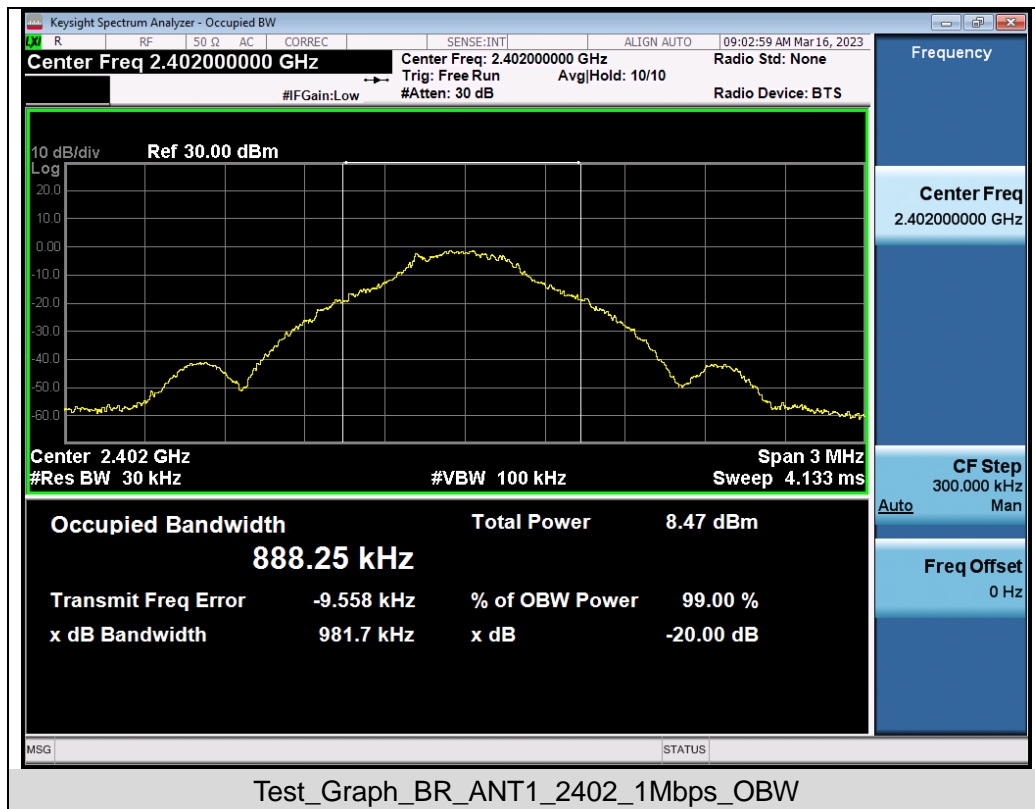 Keysight Spectrum Analyzer - Occupied BW
LXI R RF 50 Ω AC CORREC SENSE:INT ALIGN AUTO 09:02:59 AM Mar 16, 2023
Center Freq 2.402000000 GHz
Center Freq: 2.402000000 GHz Radio Std: None
Trig: Free Run Avg|Hold: 10/10
#IFGain:Low #Atten: 30 dB Radio Device: BTS
10 dB/div Ref 30.00 dBm
Log
20.0
10.0
0.00
-10.0
-20.0
-30.0
-40.0
-50.0
-60.0
Center 2.402 GHz Span 3 MHz
#Res BW 30 kHz #VBW 100 kHz Sweep 4.133 ms
Occupied Bandwidth Total Power 8.47 dBm
888.25 kHz
Transmit Freq Error -9.558 kHz % of OBW Power 99.00 %
x dB Bandwidth 981.7 kHz x dB -20.00 dB
MSG STATUS
Frequency
Center Freq
2.402000000 GHz
CF Step
300.000 kHz
Auto Man
Freq Offset
0 Hz
Test_Graph_BR_ANT1_2402_1Mbps_OBW